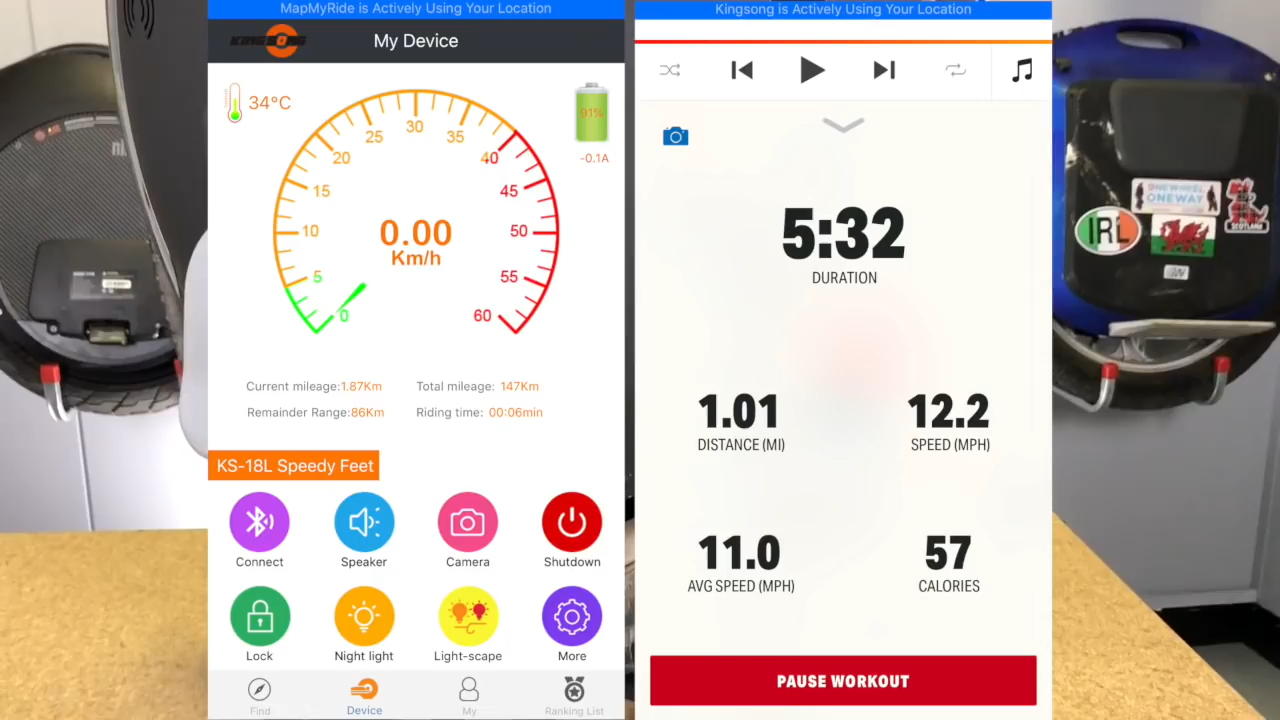 MapMyRide is Actively Using Your Location
KINGSONG
My Device
34°C
91%
-0.1A
0
5
10
15
20
25
30
35
40
45
50
55
60
0.00
Km/h
Current mileage:1.87Km
Total mileage: 147Km
Remainder Range:86Km
Riding time: 00:06min
KS-18L Speedy Feet
Connect
Speaker
Camera
Shutdown
Lock
Night light
Light-scape
More
Find
Device
My
Ranking List
Kingsong is Actively Using Your Location
5:32
DURATION
1.01
DISTANCE (MI)
12.2
SPEED (MPH)
11.0
AVG SPEED (MPH)
57
CALORIES
PAUSE WORKOUT
ONEWHEEL
ONEWAY
IRL
SCOTLAND